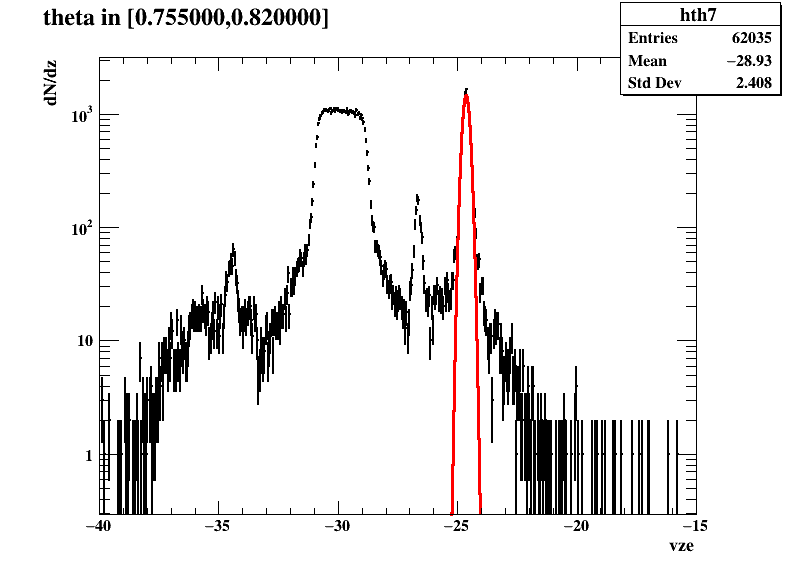 theta in [0.755000,0.820000]
hth7
Entries 62035
Mean −28.93
Std Dev 2.408
dN/dz
10³
10²
10
1
−40 −35 −30 −25 −20 −15
vze